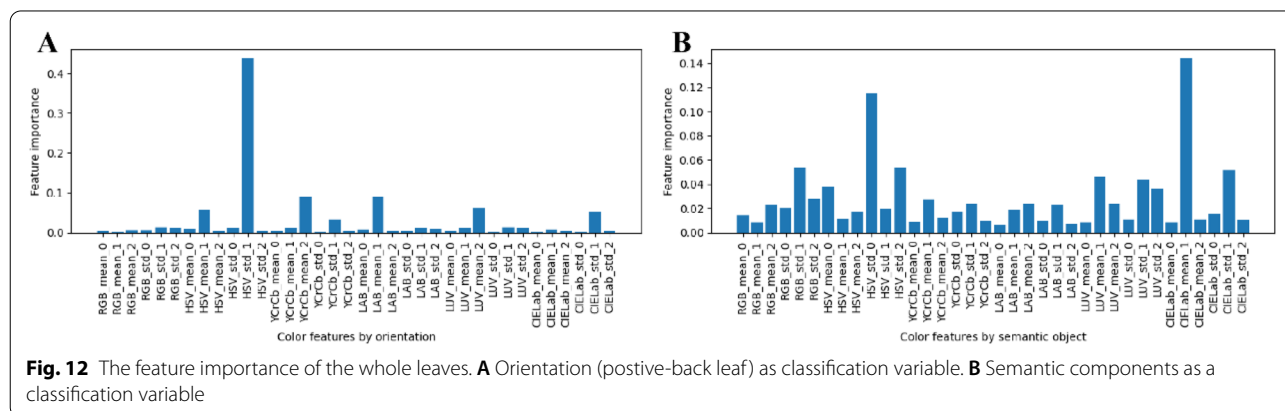 A
B
Feature importance
0.4
0.3
0.2
0.1
0.0
RGB_mean_0
RGB_mean_1
RGB_mean_2
RGB_std_0
RGB_std_1
RGB_std_2
HSV_mean_0
HSV_mean_1
HSV_mean_2
HSV_std_0
HSV_std_1
HSV_std_2
YCrCb_mean_0
YCrCb_mean_1
YCrCb_mean_2
YCrCb_std_0
YCrCb_std_1
YCrCb_std_2
LAB_mean_0
LAB_mean_1
LAB_mean_2
LAB_std_0
LAB_std_1
LAB_std_2
LUV_mean_0
LUV_mean_1
LUV_mean_2
LUV_std_0
LUV_std_1
LUV_std_2
CIELab_mean_0
CIELab_mean_1
CIELab_mean_2
CIELab_std_0
CIELab_std_1
CIELab_std_2
Color features by orientation
Feature importance
0.14
0.12
0.10
0.08
0.06
0.04
0.02
0.00
RGB_mean_0
RGB_mean_1
RGB_mean_2
RGB_std_0
RGB_std_1
RGB_std_2
HSV_mean_0
HSV_mean_1
HSV_mean_2
HSV_std_0
HSV_std_1
HSV_std_2
YCrCb_mean_0
YCrCb_mean_1
YCrCb_mean_2
YCrCb_std_0
YCrCb_std_1
YCrCb_std_2
LAB_mean_0
LAB_mean_1
LAB_mean_2
LAB_std_0
LAB_std_1
LAB_std_2
LUV_mean_0
LUV_mean_1
LUV_mean_2
LUV_std_0
LUV_std_1
LUV_std_2
CIELab_mean_0
CIELab_mean_1
CIELab_mean_2
CIELab_std_0
CIELab_std_1
CIELab_std_2
Color features by semantic object
Fig. 12 The feature importance of the whole leaves. A Orientation (postive-back leaf) as classification variable. B Semantic components as a
classification variable